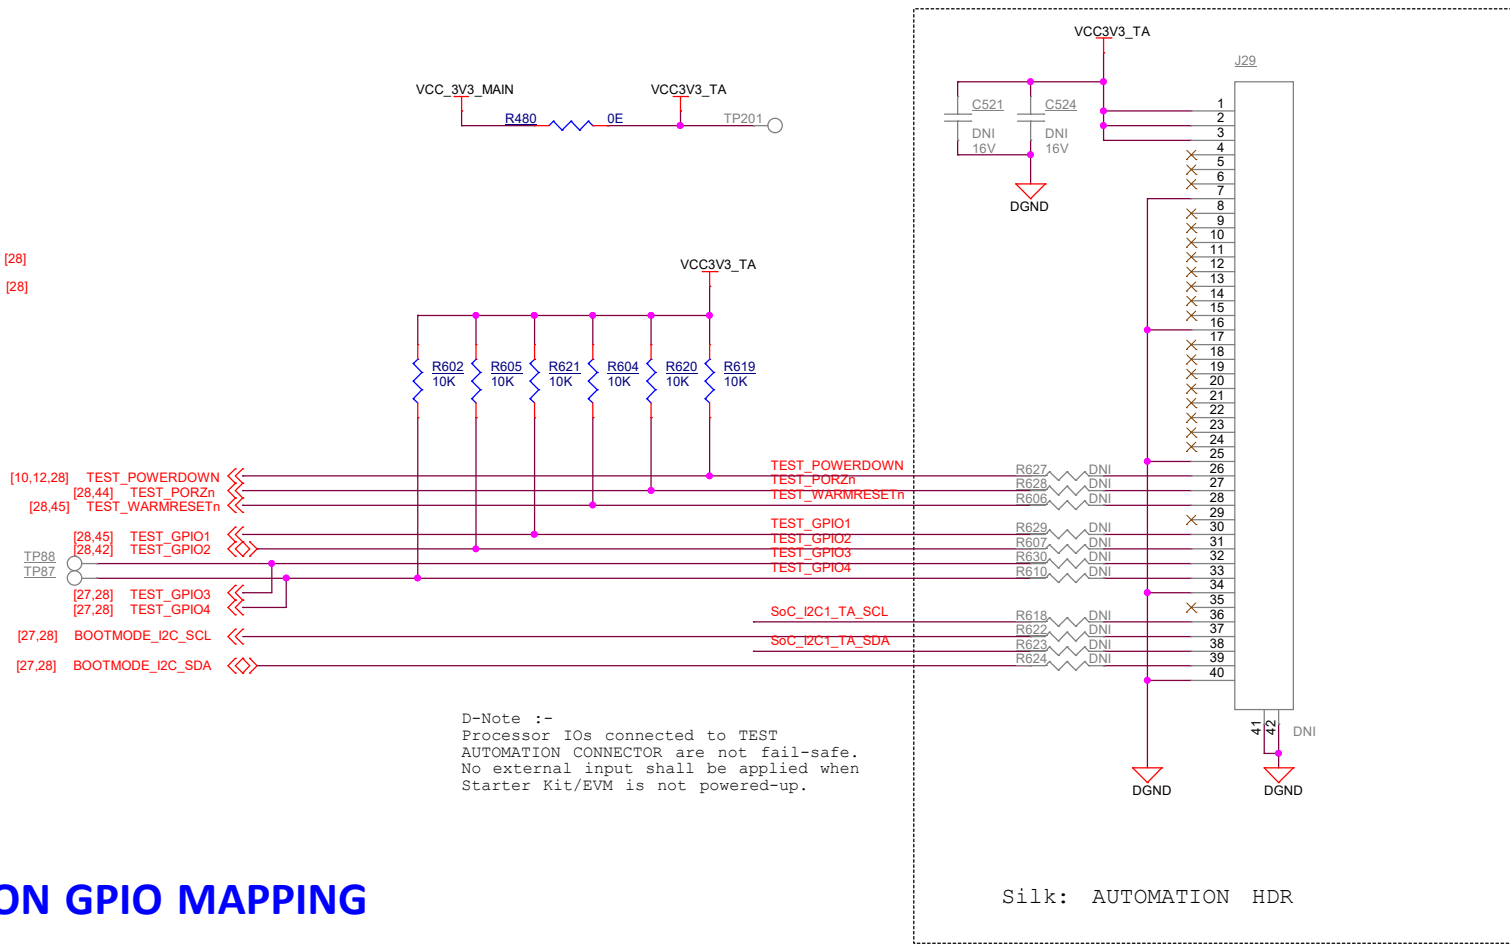 VCC3V3_TA
J29
VCC_3V3_MAIN
VCC3V3_TA
R480
0E
TP201
C521
DNI
16V
C524
DNI
16V
DGND
1
2
3
4
5
6
7
8
9
10
11
12
13
14
15
16
17
18
19
20
21
22
23
24
25
26
27
28
29
30
31
32
33
34
35
36
37
38
39
40
41
42
DNI
[28]
[28]
VCC3V3_TA
R602
10K
R605
10K
R621
10K
R604
10K
R620
10K
R619
10K
[10,12,28] TEST_POWERDOWN
[28,44] TEST_PORZn
[28,45] TEST_WARMRESETn
[28,45] TEST_GPIO1
[28,42] TEST_GPIO2
TP88
TP87
[27,28] TEST_GPIO3
[27,28] TEST_GPIO4
[27,28] BOOTMODE_I2C_SCL
[27,28] BOOTMODE_I2C_SDA
TEST_POWERDOWN
TEST_PORZn
TEST_WARMRESETn
TEST_GPIO1
TEST_GPIO2
TEST_GPIO3
TEST_GPIO4
SoC_I2C1_TA_SCL
SoC_I2C1_TA_SDA
R627 DNI
R628 DNI
R606 DNI
R629 DNI
R607 DNI
R630 DNI
R610 DNI
R618 DNI
R622 DNI
R623 DNI
R624 DNI
D-Note :-
Processor IOs connected to TEST
AUTOMATION CONNECTOR are not fail-safe.
No external input shall be applied when
Starter Kit/EVM is not powered-up.
DGND
DGND
ON GPIO MAPPING
Silk: AUTOMATION HDR